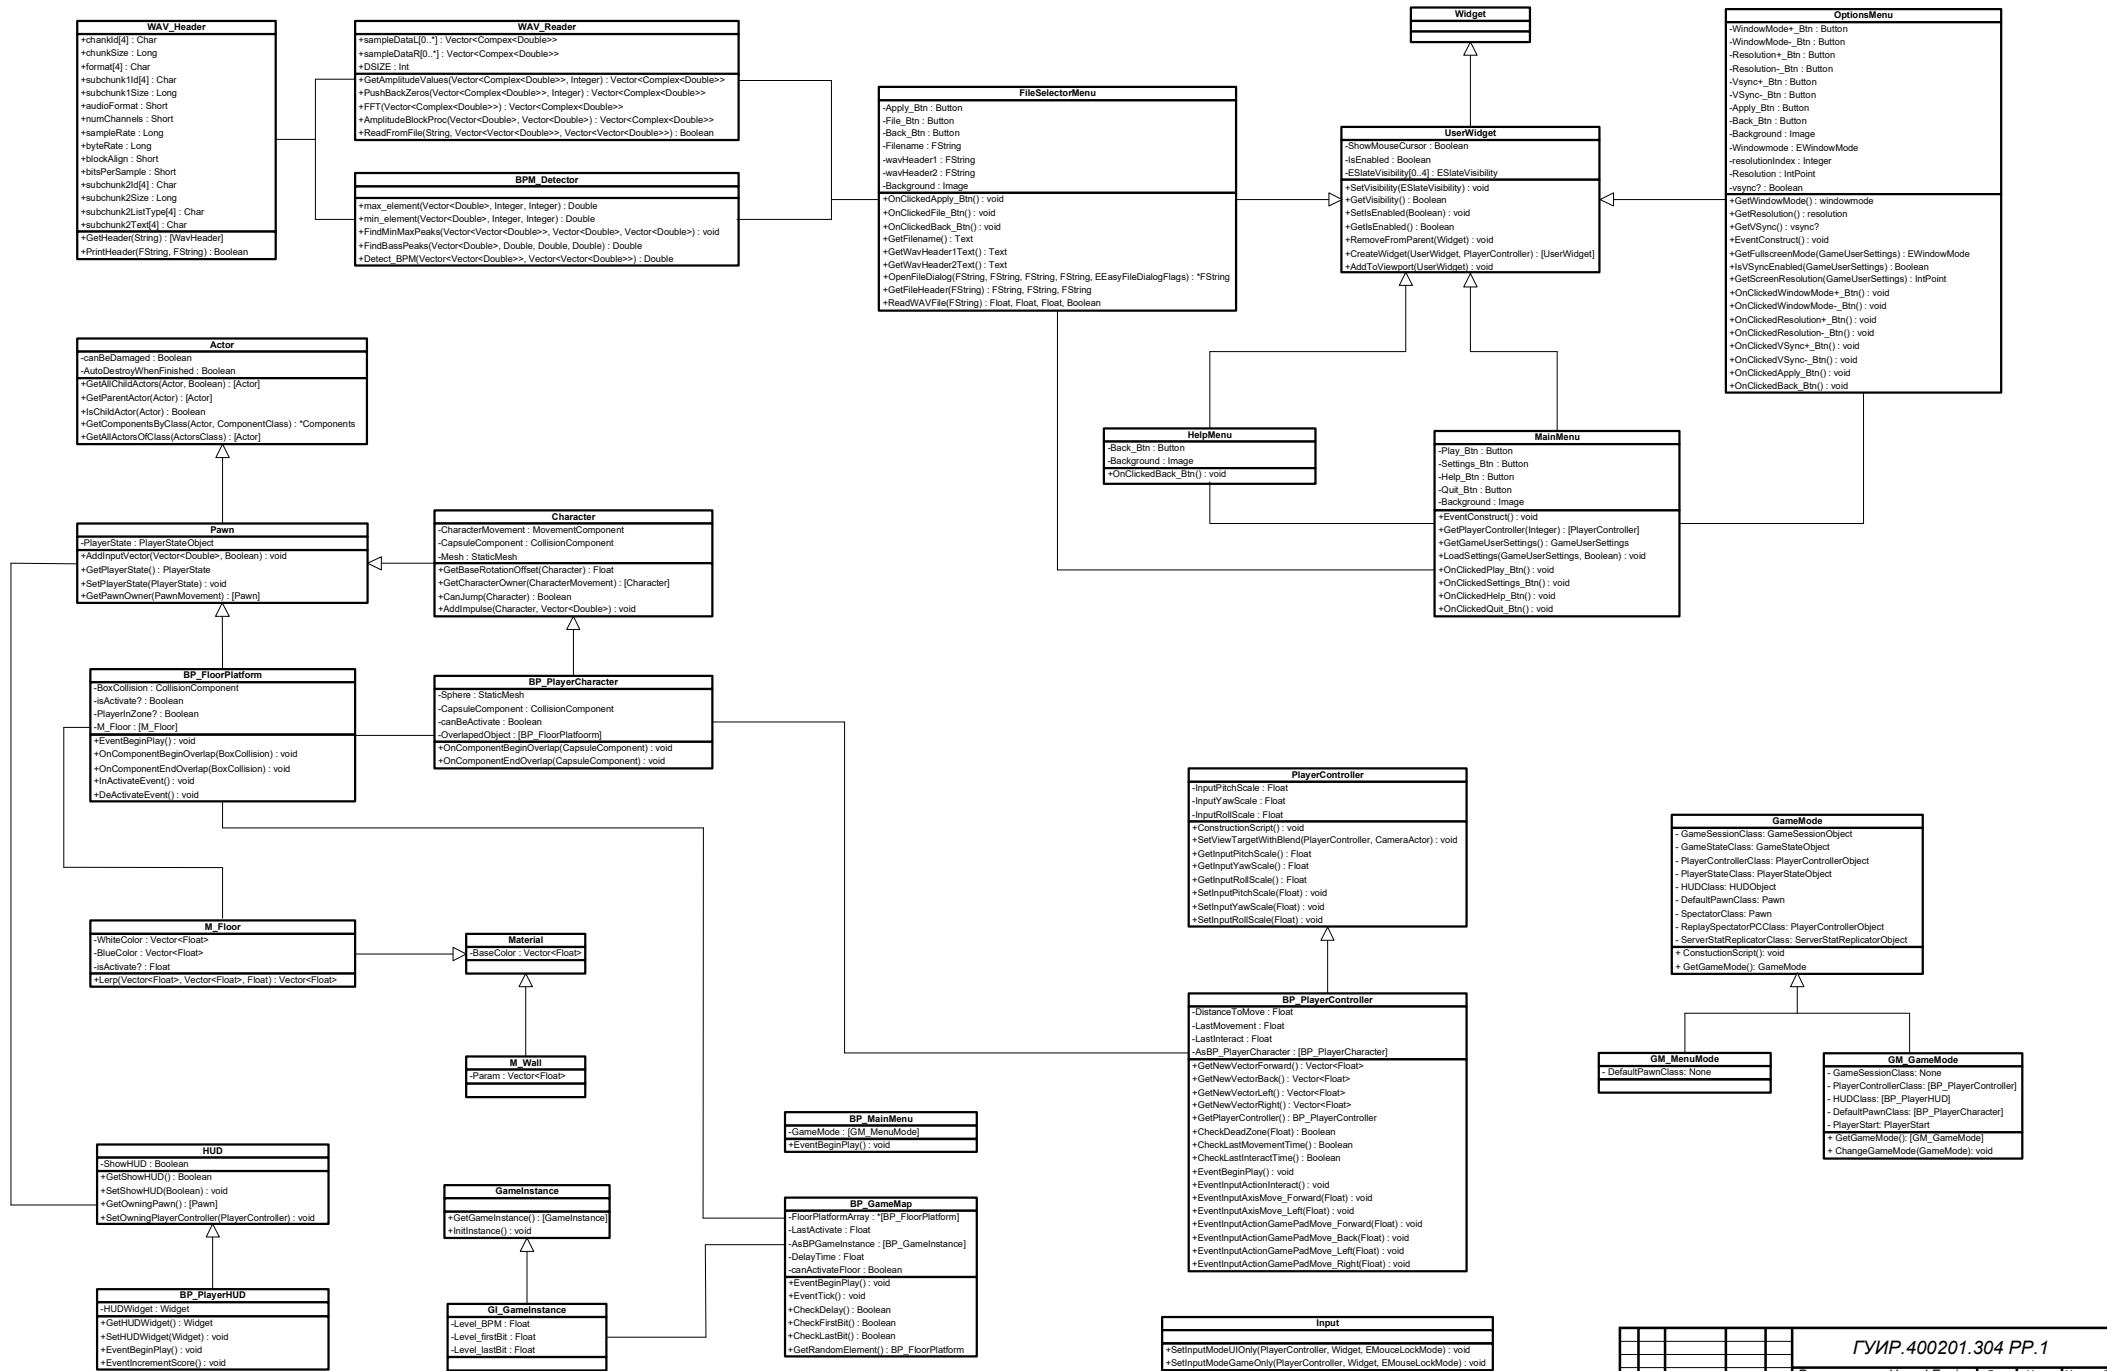 WAV_Header
+chankId[4] : Char
+chunkSize : Long
+format[4] : Char
+subchunk1Id[4] : Char
+subchunk1Size : Long
+audioFormat : Short
+numChannels : Short
+sampleRate : Long
+byteRate : Long
+blockAlign : Short
+bitsPerSample : Short
+subchunk2Id[4] : Char
+subchunk2Size : Long
+subchunk2ListType[4] : Char
+subchunk2Text[4] : Char
+GetHeader(String) : [WavHeader]
+PrintHeader(FString, FString) : Boolean
WAV_Reader
+sampleDataL[0..*] : Vector<Compex<Double>>
+sampleDataR[0..*] : Vector<Compex<Double>>
+DSIZE : Int
+GetAmplitudeValues(Vector<Complex<Double>>, Integer) : Vector<Complex<Double>>
+PushBackZeros(Vector<Complex<Double>>, Integer) : Vector<Complex<Double>>
+FFT(Vector<Complex<Double>>) : Vector<Complex<Double>>
+AmplitudeBlockProc(Vector<Double>, Vector<Double>) : Vector<Complex<Double>>
+ReadFromFile(String, Vector<Vector<Double>>, Vector<Vector<Double>>) : Boolean
BPM_Detector
+max_element(Vector<Double>, Integer, Integer) : Double
+min_element(Vector<Double>, Integer, Integer) : Double
+FindMinMaxPeaks(Vector<Vector<Double>>, Vector<Double>, Vector<Double>) : void
+FindBassPeaks(Vector<Double>, Double, Double, Double) : Double
+Detect_BPM(Vector<Vector<Double>>, Vector<Vector<Double>>) : Double
FileSelectorMenu
-Apply_Btn : Button
-File_Btn : Button
-Back_Btn : Button
-Filename : FString
-wavHeader1 : FString
-wavHeader2 : FString
-Background : Image
+OnClickedApply_Btn() : void
+OnClickedFile_Btn() : void
+OnClickedBack_Btn() : void
+GetFilename() : Text
+GetWavHeader1Text() : Text
+GetWavHeader2Text() : Text
+OpenFileDialog(FString, FString, FString, FString, EEasyFileDialogFlags) : *FString
+GetFileHeader(FString) : FString, FString, FString
+ReadWAVFile(FString) : Float, Float, Float, Boolean
Widget
UserWidget
-ShowMouseCursor : Boolean
-IsEnabled : Boolean
-ESlateVisibility[0..4] : ESlateVisibility
+SetVisibility(ESlateVisibility) : void
+GetVisibility() : Boolean
+SetIsEnabled(Boolean) : void
+GetIsEnabled() : Boolean
+RemoveFromParent(Widget) : void
+CreateWidget(UserWidget, PlayerController) : [UserWidget]
+AddToViewport(UserWidget) : void
OptionsMenu
-WindowMode+_Btn : Button
-WindowMode-_Btn : Button
-Resolution+_Btn : Button
-Resolution-_Btn : Button
-Vsync+_Btn : Button
-VSync-_Btn : Button
-Apply_Btn : Button
-Back_Btn : Button
-Background : Image
-Windowmode : EWindowMode
-resolutionIndex : Integer
-Resolution : IntPoint
-vsync? : Boolean
+GetWindowMode() : windowmode
+GetResolution() : resolution
+GetVSync() : vsync?
+EventConstruct() : void
+GetFullscreenMode(GameUserSettings) : EWindowMode
+IsVSyncEnabled(GameUserSettings) : Boolean
+GetScreenResolution(GameUserSettings) : IntPoint
+OnClickedWindowMode+_Btn() : void
+OnClickedWindowMode-_Btn() : void
+OnClickedResolution+_Btn() : void
+OnClickedResolution-_Btn() : void
+OnClickedVSync+_Btn() : void
+OnClickedVSync-_Btn() : void
+OnClickedApply_Btn() : void
+OnClickedBack_Btn() : void
HelpMenu
-Back_Btn : Button
-Background : Image
+OnClickedBack_Btn() : void
MainMenu
-Play_Btn : Button
-Settings_Btn : Button
-Help_Btn : Button
-Quit_Btn : Button
-Background : Image
+EventConstruct() : void
+GetPlayerController(Integer) : [PlayerController]
+GetGameUserSettings() : GameUserSettings
+LoadSettings(GameUserSettings, Boolean) : void
+OnClickedPlay_Btn() : void
+OnClickedSettings_Btn() : void
+OnClickedHelp_Btn() : void
+OnClickedQuit_Btn() : void
Actor
-canBeDamaged : Boolean
-AutoDestroyWhenFinished : Boolean
+GetAllChildActors(Actor, Boolean) : [Actor]
+GetParentActor(Actor) : [Actor]
+IsChildActor(Actor) : Boolean
+GetComponentsByClass(Actor, ComponentClass) : *Components
+GetAllActorsOfClass(ActorsClass) : [Actor]
Pawn
-PlayerState : PlayerStateObject
+AddInputVector(Vector<Double>, Boolean) : void
+GetPlayerState() : PlayerState
+SetPlayerState(PlayerState) : void
+GetPawnOwner(PawnMovement) : [Pawn]
Character
-CharacterMovement : MovementComponent
-CapsuleComponent : CollisionComponent
-Mesh : StaticMesh
+GetBaseRotationOffset(Character) : Float
+GetCharacterOwner(CharacterMovement) : [Character]
+CanJump(Character) : Boolean
+AddImpulse(Character, Vector<Double>) : void
BP_FloorPlatform
-BoxCollision : CollisionComponent
-isActivate? : Boolean
-PlayerInZone? : Boolean
-M_Floor : [M_Floor]
+EventBeginPlay() : void
+OnComponentBeginOverlap(BoxCollision) : void
+OnComponentEndOverlap(BoxCollision) : void
+InActivateEvent() : void
+DeActivateEvent() : void
BP_PlayerCharacter
-Sphere : StaticMesh
-CapsuleComponent : CollisionComponent
-canBeActivate : Boolean
-OverlapedObject : [BP_FloorPlatfoorm]
+OnComponentBeginOverlap(CapsuleComponent) : void
+OnComponentEndOverlap(CapsuleComponent) : void
M_Floor
-WhiteColor : Vector<Float>
-BlueColor : Vector<Float>
-isActivate? : Float
+Lerp(Vector<Float>, Vector<Float>, Float) : Vector<Float>
Material
-BaseColor : Vector<Float>
M_Wall
-Param : Vector<Float>
PlayerController
-InputPitchScale : Float
-InputYawScale : Float
-InputRollScale : Float
+ConstructionScript() : void
+SetViewTargetWithBlend(PlayerController, CameraActor) : void
+GetInputPitchScale() : Float
+GetInputYawScale() : Float
+GetInputRollScale() : Float
+SetInputPitchScale(Float) : void
+SetInputYawScale(Float) : void
+SetInputRollScale(Float) : void
BP_PlayerController
-DistanceToMove : Float
-LastMovement : Float
-LastInteract : Float
-AsBP_PlayerCharacter : [BP_PlayerCharacter]
+GetNewVectorForward() : Vector<Float>
+GetNewVectorBack() : Vector<Float>
+GetNewVectorLeft() : Vector<Float>
+GetNewVectorRight() : Vector<Float>
+GetPlayerController() : BP_PlayerController
+CheckDeadZone(Float) : Boolean
+CheckLastMovementTime() : Boolean
+CheckLastInteractTime() : Boolean
+EventBeginPlay() : void
+EventInputActionInteract() : void
+EventInputAxisMove_Forward(Float) : void
+EventInputAxisMove_Left(Float) : void
+EventInputActionGamePadMove_Forward(Float) : void
+EventInputActionGamePadMove_Back(Float) : void
+EventInputActionGamePadMove_Left(Float) : void
+EventInputActionGamePadMove_Right(Float) : void
GameMode
- GameSessionClass: GameSessionObject
- GameStateClass: GameStateObject
- PlayerControllerClass: PlayerControllerObject
- PlayerStateClass: PlayerStateObject
- HUDClass: HUDObject
- DefaultPawnClass: Pawn
- SpectatorClass: Pawn
- ReplaySpectatorPCClass: PlayerControllerObject
- ServerStatReplicatorClass: ServerStatReplicatorObject
+ ConstuctionScript(): void
+ GetGameMode(): GameMode
GM_MenuMode
- DefaultPawnClass: None
GM_GameMode
- GameSessionClass: None
- PlayerControllerClass: [BP_PlayerController]
- HUDClass: [BP_PlayerHUD]
- DefaultPawnClass: [BP_PlayerCharacter]
- PlayerStart: PlayerStart
+ GetGameMode(): [GM_GameMode]
+ ChangeGameMode(GameMode): void
HUD
-ShowHUD : Boolean
+GetShowHUD() : Boolean
+SetShowHUD(Boolean) : void
+GetOwningPawn() : [Pawn]
+SetOwningPlayerController(PlayerController) : void
BP_PlayerHUD
-HUDWidget : Widget
+GetHUDWidget() : Widget
+SetHUDWidget(Widget) : void
+EventBeginPlay() : void
+EventIncrementScore() : void
GameInstance
+GetGameInstance() : [GameInstance]
+InitInstance() : void
GI_GameInstance
-Level_BPM : Float
-Level_firstBit : Float
-Level_lastBit : Float
BP_MainMenu
-GameMode : [GM_MenuMode]
+EventBeginPlay() : void
BP_GameMap
-FloorPlatformArray : *[BP_FloorPlatform]
-LastActivate : Float
-AsBPGameInstance : [BP_GameInstance]
-DelayTime : Float
-canActivateFloor : Boolean
+EventBeginPlay() : void
+EventTick() : void
+CheckDelay() : Boolean
+CheckFirstBit() : Boolean
+CheckLastBit() : Boolean
+GetRandomElement() : BP_FloorPlatform
Input
+SetInputModeUIOnly(PlayerController, Widget, EMouceLockMode) : void
+SetInputModeGameOnly(PlayerController, Widget, EMouseLockMode) : void
ГУИР.400201.304 РР.1